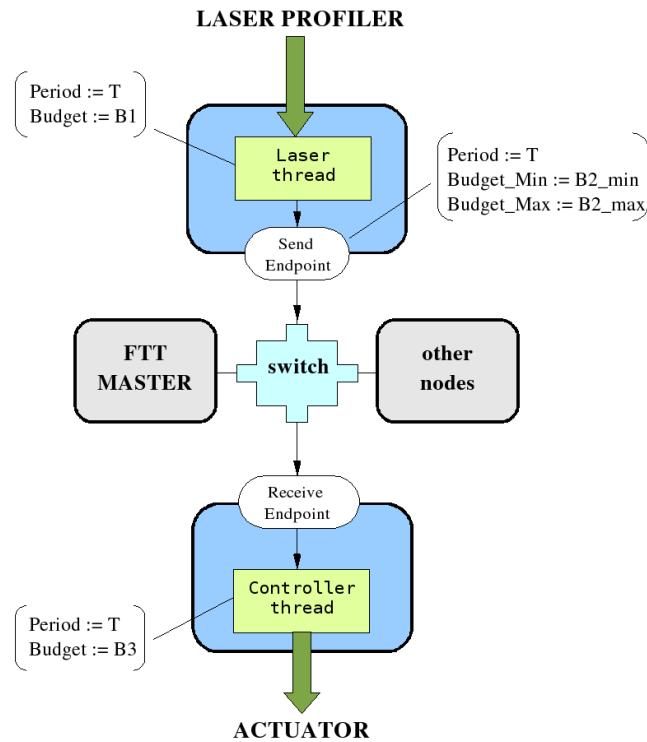 LASER PROFILER
Period := T
Budget := B1
Laser
thread
Period := T
Budget_Min := B2_min
Budget_Max := B2_max
Send
Endpoint
FTT
MASTER
switch
other
nodes
Receive
Endpoint
Controller
thread
Period := T
Budget := B3
ACTUATOR